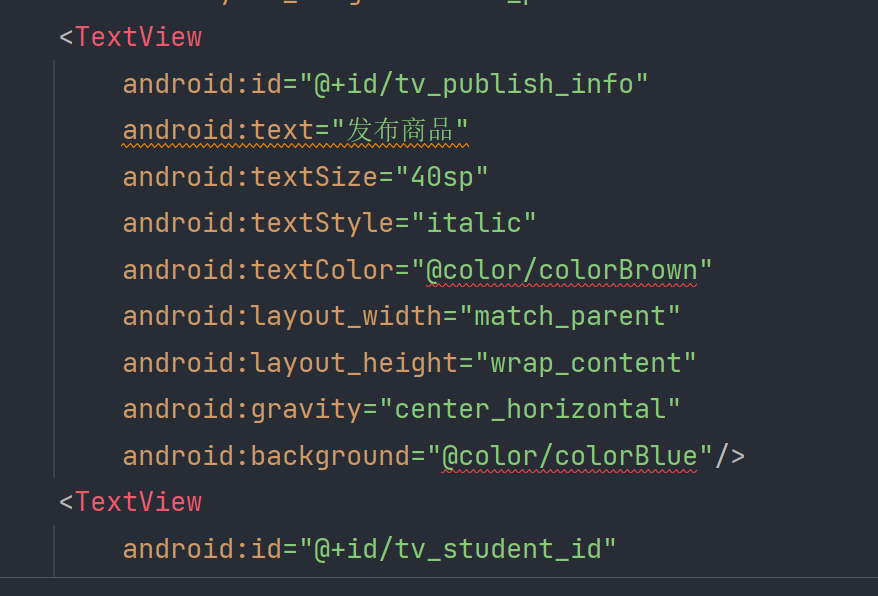 <TextView
android:id="@+id/tv_publish_info"
android:text="发布商品"
android:textSize="40sp"
android:textStyle="italic"
android:textColor="@color/colorBrown"
android:layout_width="match_parent"
android:layout_height="wrap_content"
android:gravity="center_horizontal"
android:background="@color/colorBlue"/>
<TextView
android:id="@+id/tv_student_id"